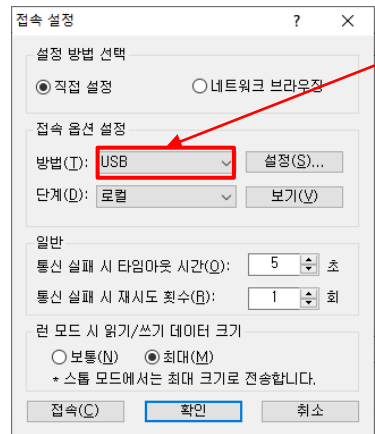 접속 설정 ? ×
설정 방법 선택
직접 설정 네트워크 브라우징
접속 옵션 설정
방법(T): USB 설정(S)...
단계(D): 로컬 보기(V)
일반
통신 실패 시 타임아웃 시간(O): 5 초
통신 실패 시 재시도 횟수(R): 1 회
런 모드 시 읽기/쓰기 데이터 크기
보통(N) 최대(M)
* 스톱 모드에서는 최대 크기로 전송합니다.
접속(C) 확인 취소